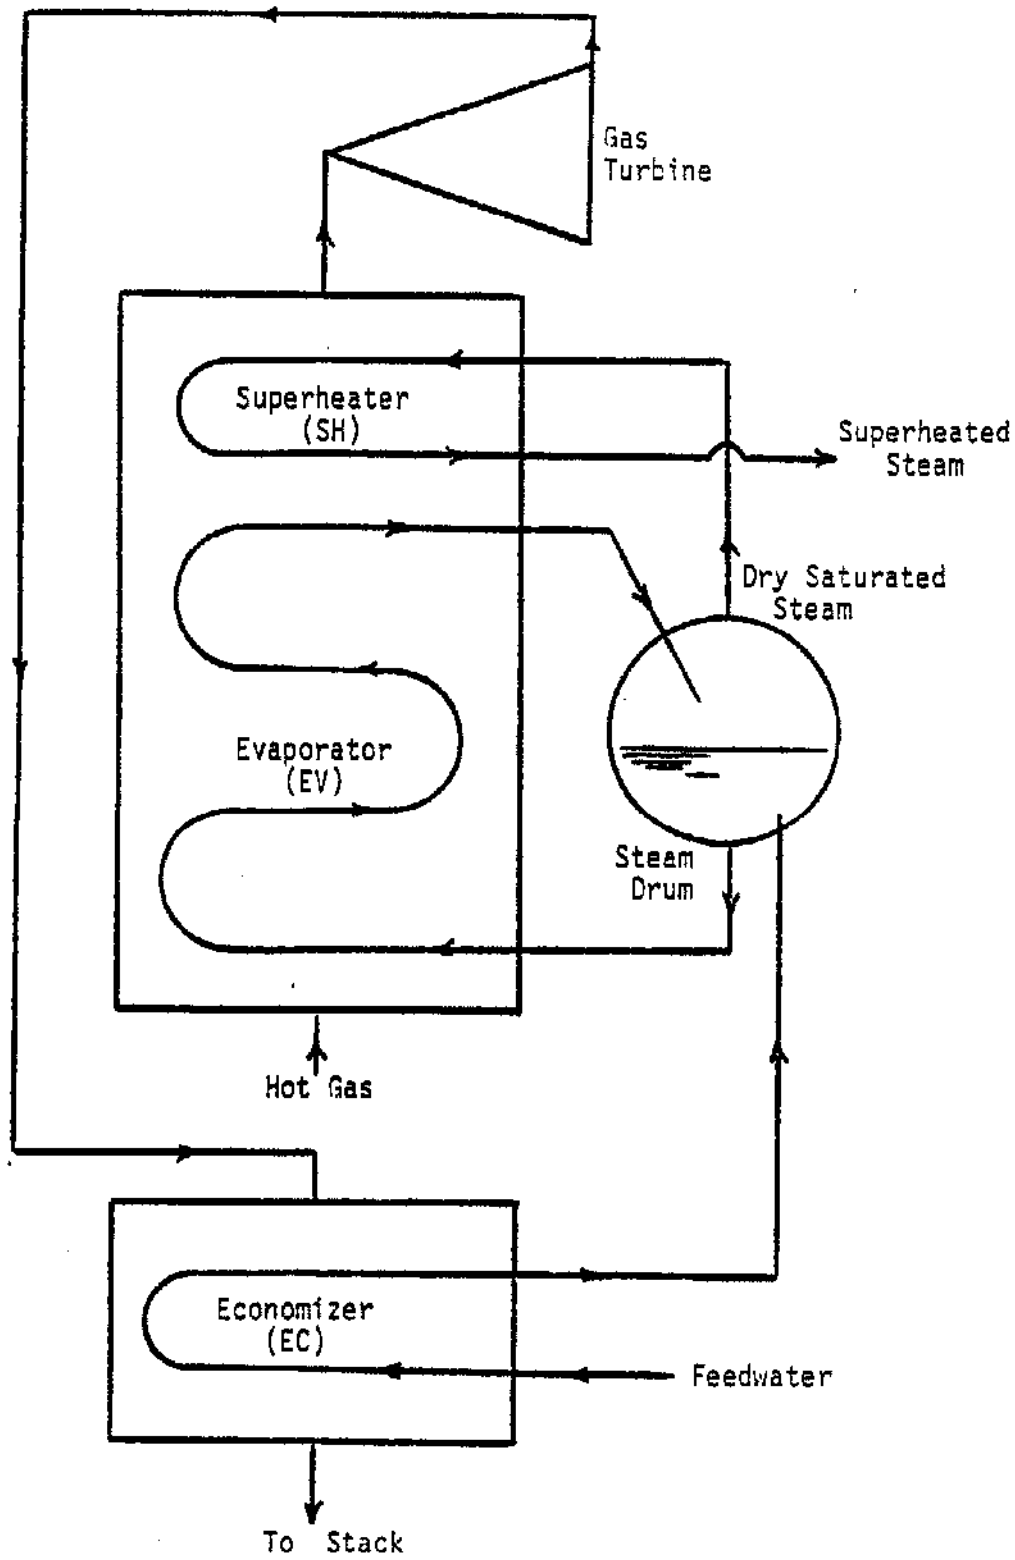 Gas
Turbine
Superheater
(SH)
Superheated
Steam
Dry Saturated
Steam
Evaporator
(EV)
Steam
Drum
Hot Gas
Economizer
(EC)
Feedwater
To Stack